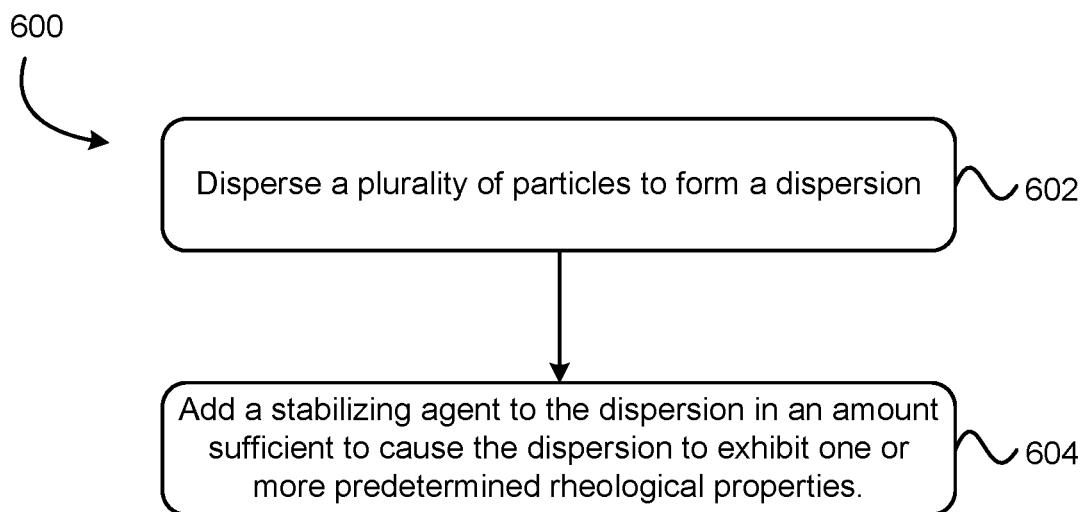 600
Disperse a plurality of particles to form a dispersion
602
Add a stabilizing agent to the dispersion in an amount
sufficient to cause the dispersion to exhibit one or
more predetermined rheological properties.
604